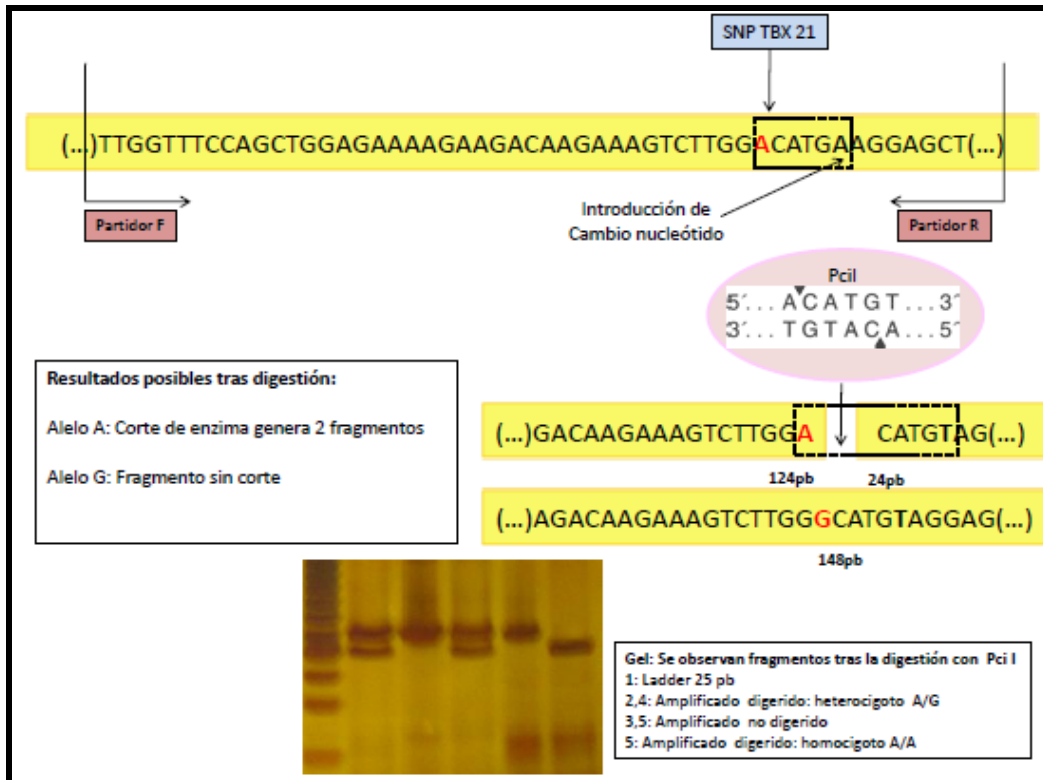 SNP TBX 21
(...)TTGGTTTCCAGCTGGAGAAAAGAAGACAAGAAAGTCTTGGACATGAAGGAGCT(...)
Partidor F
Introducción de
Cambio nucleótido
Partidor R
PciI
5´... ACATGT...3´
3´... TGTACA...5´
Resultados posibles tras digestión:
Alelo A: Corte de enzima genera 2 fragmentos
Alelo G: Fragmento sin corte
(...)GACAAGAAAGTCTTGGA CATGTAG(...)
124pb 24pb
(...)AGACAAGAAAGTCTTGGGCATGTAGGAG(...)
148pb
Gel: Se observan fragmentos tras la digestión con Pci I
1: Ladder 25 pb
2,4: Amplificado digerido: heterocigoto A/G
3,5: Amplificado no digerido
5: Amplificado digerido: homocigoto A/A